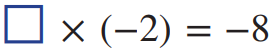 □ × (−2) = −8